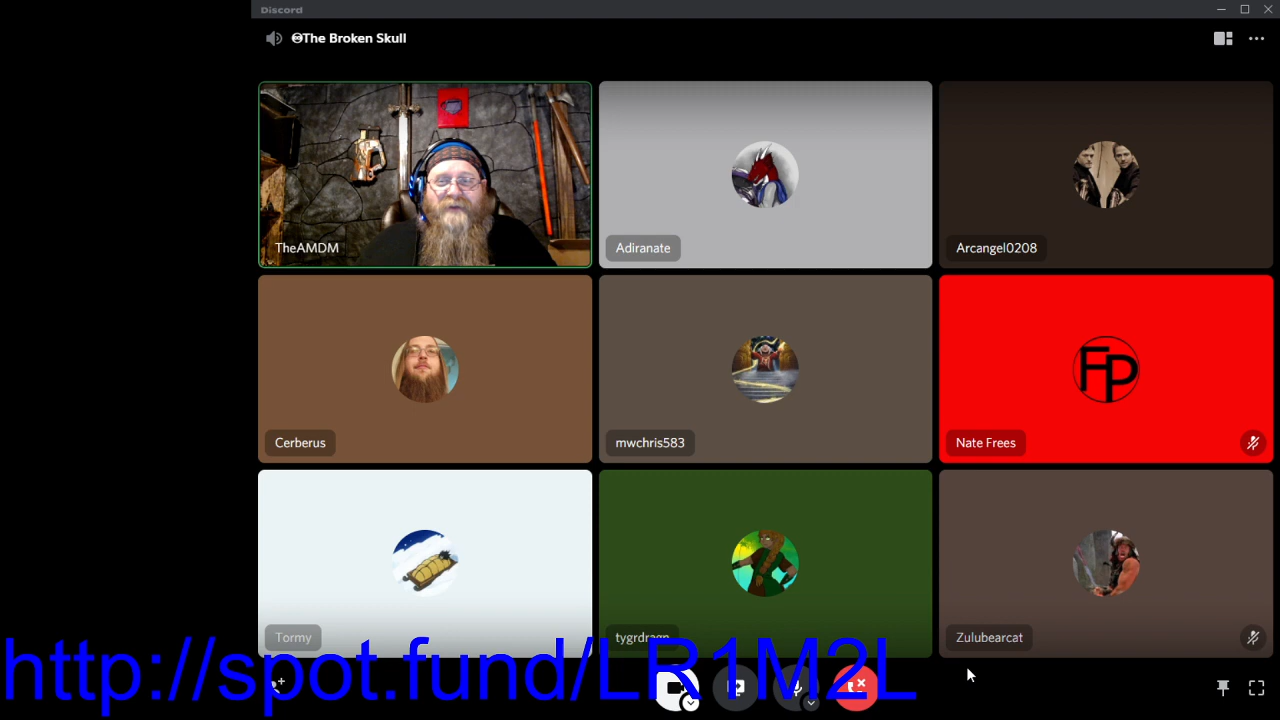 Discord
The Broken Skull
TheAMDM
Adiranate
Arcangel0208
Cerberus
mwchris583
FP
Nate Frees
Tormy
tygrdragn
Zulubearcat
http://spot.fund/LR1M2L